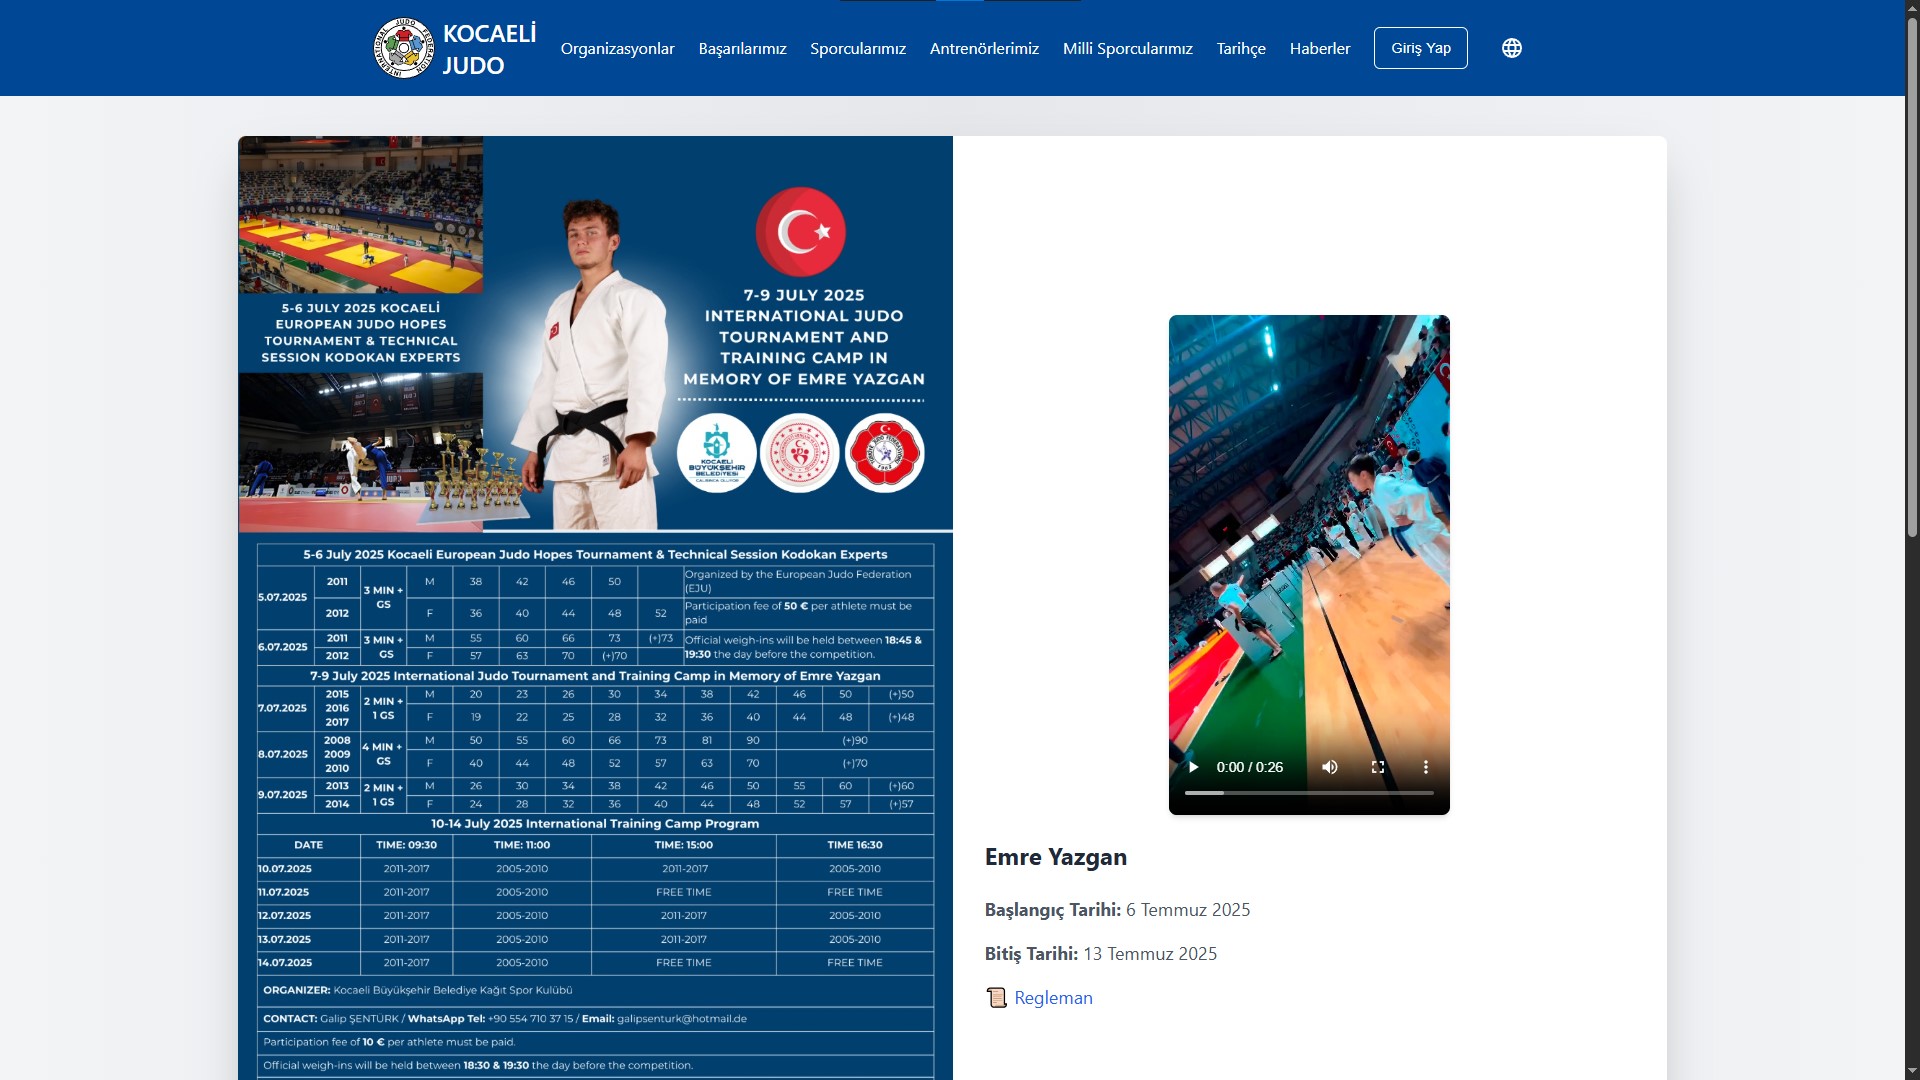 KOCAELİ
JUDO
Organizasyonlar
Başarılarımız
Sporcularımız
Antrenörlerimiz
Milli Sporcularımız
Tarihçe
Haberler
Giriş Yap
5-6 JULY 2025 KOCAELİ
EUROPEAN JUDO HOPES
TOURNAMENT & TECHNICAL
SESSION KODOKAN EXPERTS
7-9 JULY 2025
INTERNATIONAL JUDO
TOURNAMENT AND
TRAINING CAMP IN
MEMORY OF EMRE YAZGAN
KOCAELİ
BÜYÜKŞEHİR
BELEDİYESİ
5-6 July 2025 Kocaeli European Judo Hopes Tournament & Technical Session Kodokan Experts
5.07.2025
2011
3 MIN +
GS
M 38 42 46 50
Organized by the European Judo Federation
(EJU)
2012
F 36 40 44 48 52
Participation fee of 50 € per athlete must be
paid
6.07.2025
2011
3 MIN +
GS
M 55 60 66 73 (+)73
2012
F 57 63 70 (+)70
Official weigh-ins will be held between 18:45 &
19:30 the day before the competition.
7-9 July 2025 International Judo Tournament and Training Camp in Memory of Emre Yazgan
7.07.2025
2015
2016
2017
2 MIN +
1 GS
M 20 23 26 30 34 38 42 46 50 (+)50
F 19 22 25 28 32 36 40 44 48 (+)48
8.07.2025
2008
2009
2010
4 MIN +
GS
M 50 55 60 66 73 81 90 (+)90
F 40 44 48 52 57 63 70 (+)70
9.07.2025
2013
2014
2 MIN +
1 GS
M 26 30 34 38 42 46 50 55 60 (+)60
F 24 28 32 36 40 44 48 52 57 (+)57
10-14 July 2025 International Training Camp Program
DATE TIME: 09:30 TIME: 11:00 TIME: 15:00 TIME 16:30
10.07.2025 2011-2017 2005-2010 2011-2017 2005-2010
11.07.2025 2011-2017 2005-2010 FREE TIME FREE TIME
12.07.2025 2011-2017 2005-2010 2011-2017 2005-2010
13.07.2025 2011-2017 2005-2010 2011-2017 2005-2010
14.07.2025 2011-2017 2005-2010 FREE TIME FREE TIME
ORGANIZER: Kocaeli Büyükşehir Belediye Kağıt Spor Kulübü
CONTACT: Galip ŞENTÜRK / WhatsApp Tel: +90 554 710 37 15 / Email: galipsenturk@hotmail.de
Participation fee of 10 € per athlete must be paid.
Official weigh-ins will be held between 18:30 & 19:30 the day before the competition.
0:00 / 0:26
Emre Yazgan
Başlangıç Tarihi: 6 Temmuz 2025
Bitiş Tarihi: 13 Temmuz 2025
Regleman